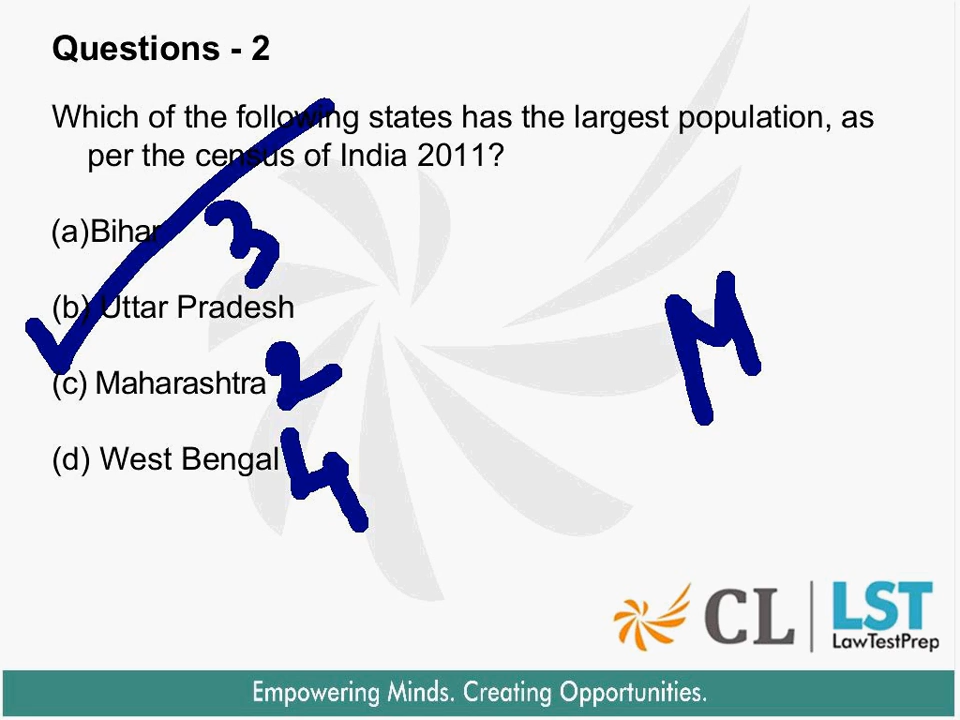 Questions - 2
Which of the following states has the largest population, as
per the census of India 2011?
(a)Bihar 3
(b) Uttar Pradesh
(c) Maharashtra 2
(d) West Bengal 4
M
CL LST
LawTestPrep
Empowering Minds. Creating Opportunities.